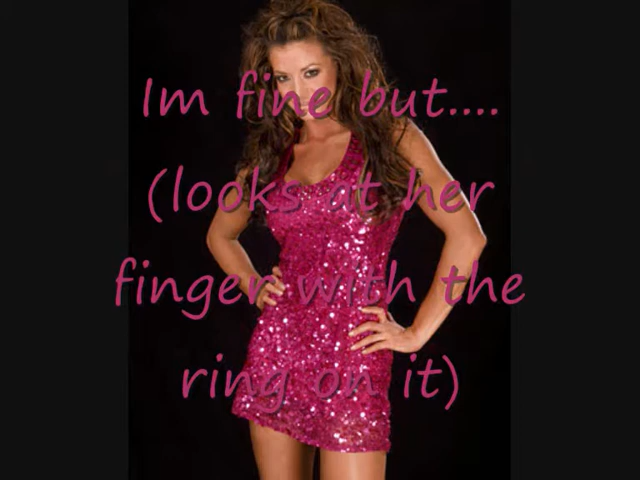 Im fine but....
(looks at her
finger with the
ring on it)